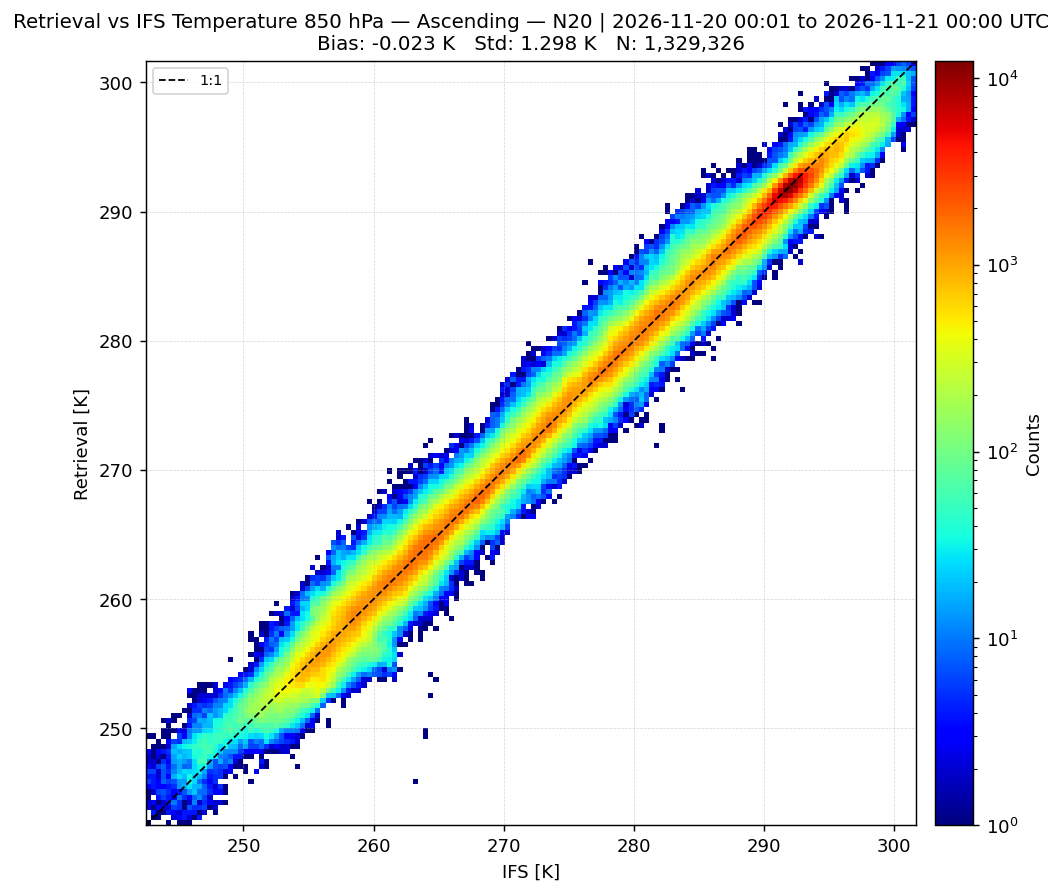 Retrieval vs IFS Temperature 850 hPa — Ascending — N20 | 2026-11-20 00:01 to 2026-11-21 00:00 UTC
Bias: -0.023 K   Std: 1.298 K   N: 1,329,326
1:1
300
290
280
270
260
250
Retrieval [K]
250 260 270 280 290 300
IFS [K]
10^4
10^3
10^2
10^1
10^0
Counts